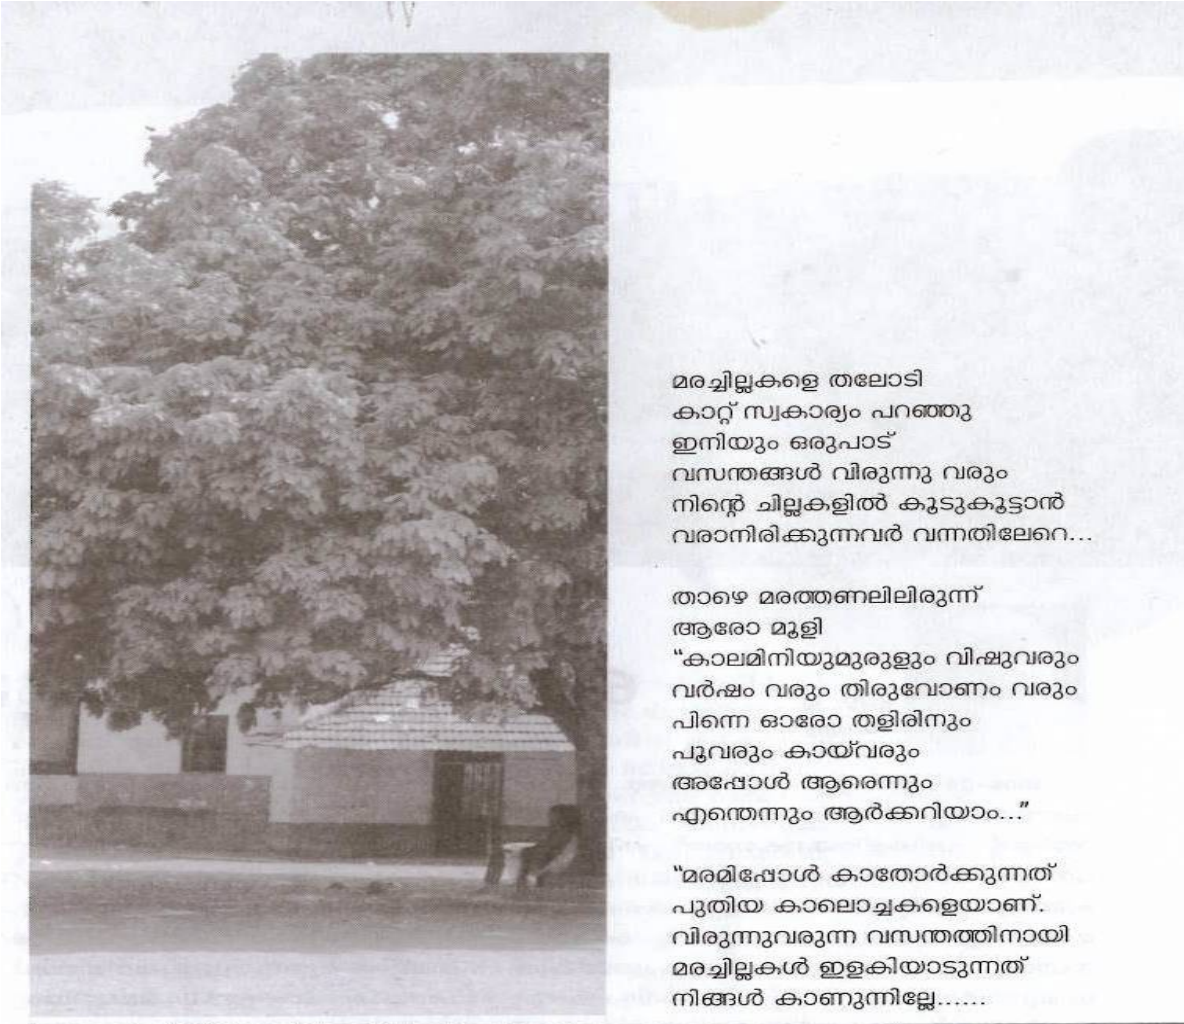 മരച്ചില്ലകളെ തലോടി
കാറ്റ് സ്വകാര്യം പറഞ്ഞു
ഇനിയും ഒരുപാട്
വസന്തങ്ങൾ വിരുന്നു വരും
നിന്റെ ചില്ലകളിൽ കൂടുകൂട്ടാൻ
വരാനിരിക്കുന്നവർ വന്നതിലേറെ...
താഴെ മരത്തണലിലിരുന്ന്
ആരോ മൂളി
“കാലമിനിയുമുരുളും വിഷുവരും
വർഷം വരും തിരുവോണം വരും
പിന്നെ ഓരോ തളിരിനും
പൂവരും കായ്‌വരും
അപ്പോൾ ആരെന്നും
എന്തെന്നും ആർക്കറിയാം...”
“മരമിപ്പോൾ കാതോർക്കുന്നത്
പുതിയ കാലൊച്ചകളെയാണ്.
വിരുന്നുവരുന്ന വസന്തത്തിനായി
മരച്ചില്ലകൾ ഇളകിയാടുന്നത്
നിങ്ങൾ കാണുന്നില്ലേ......